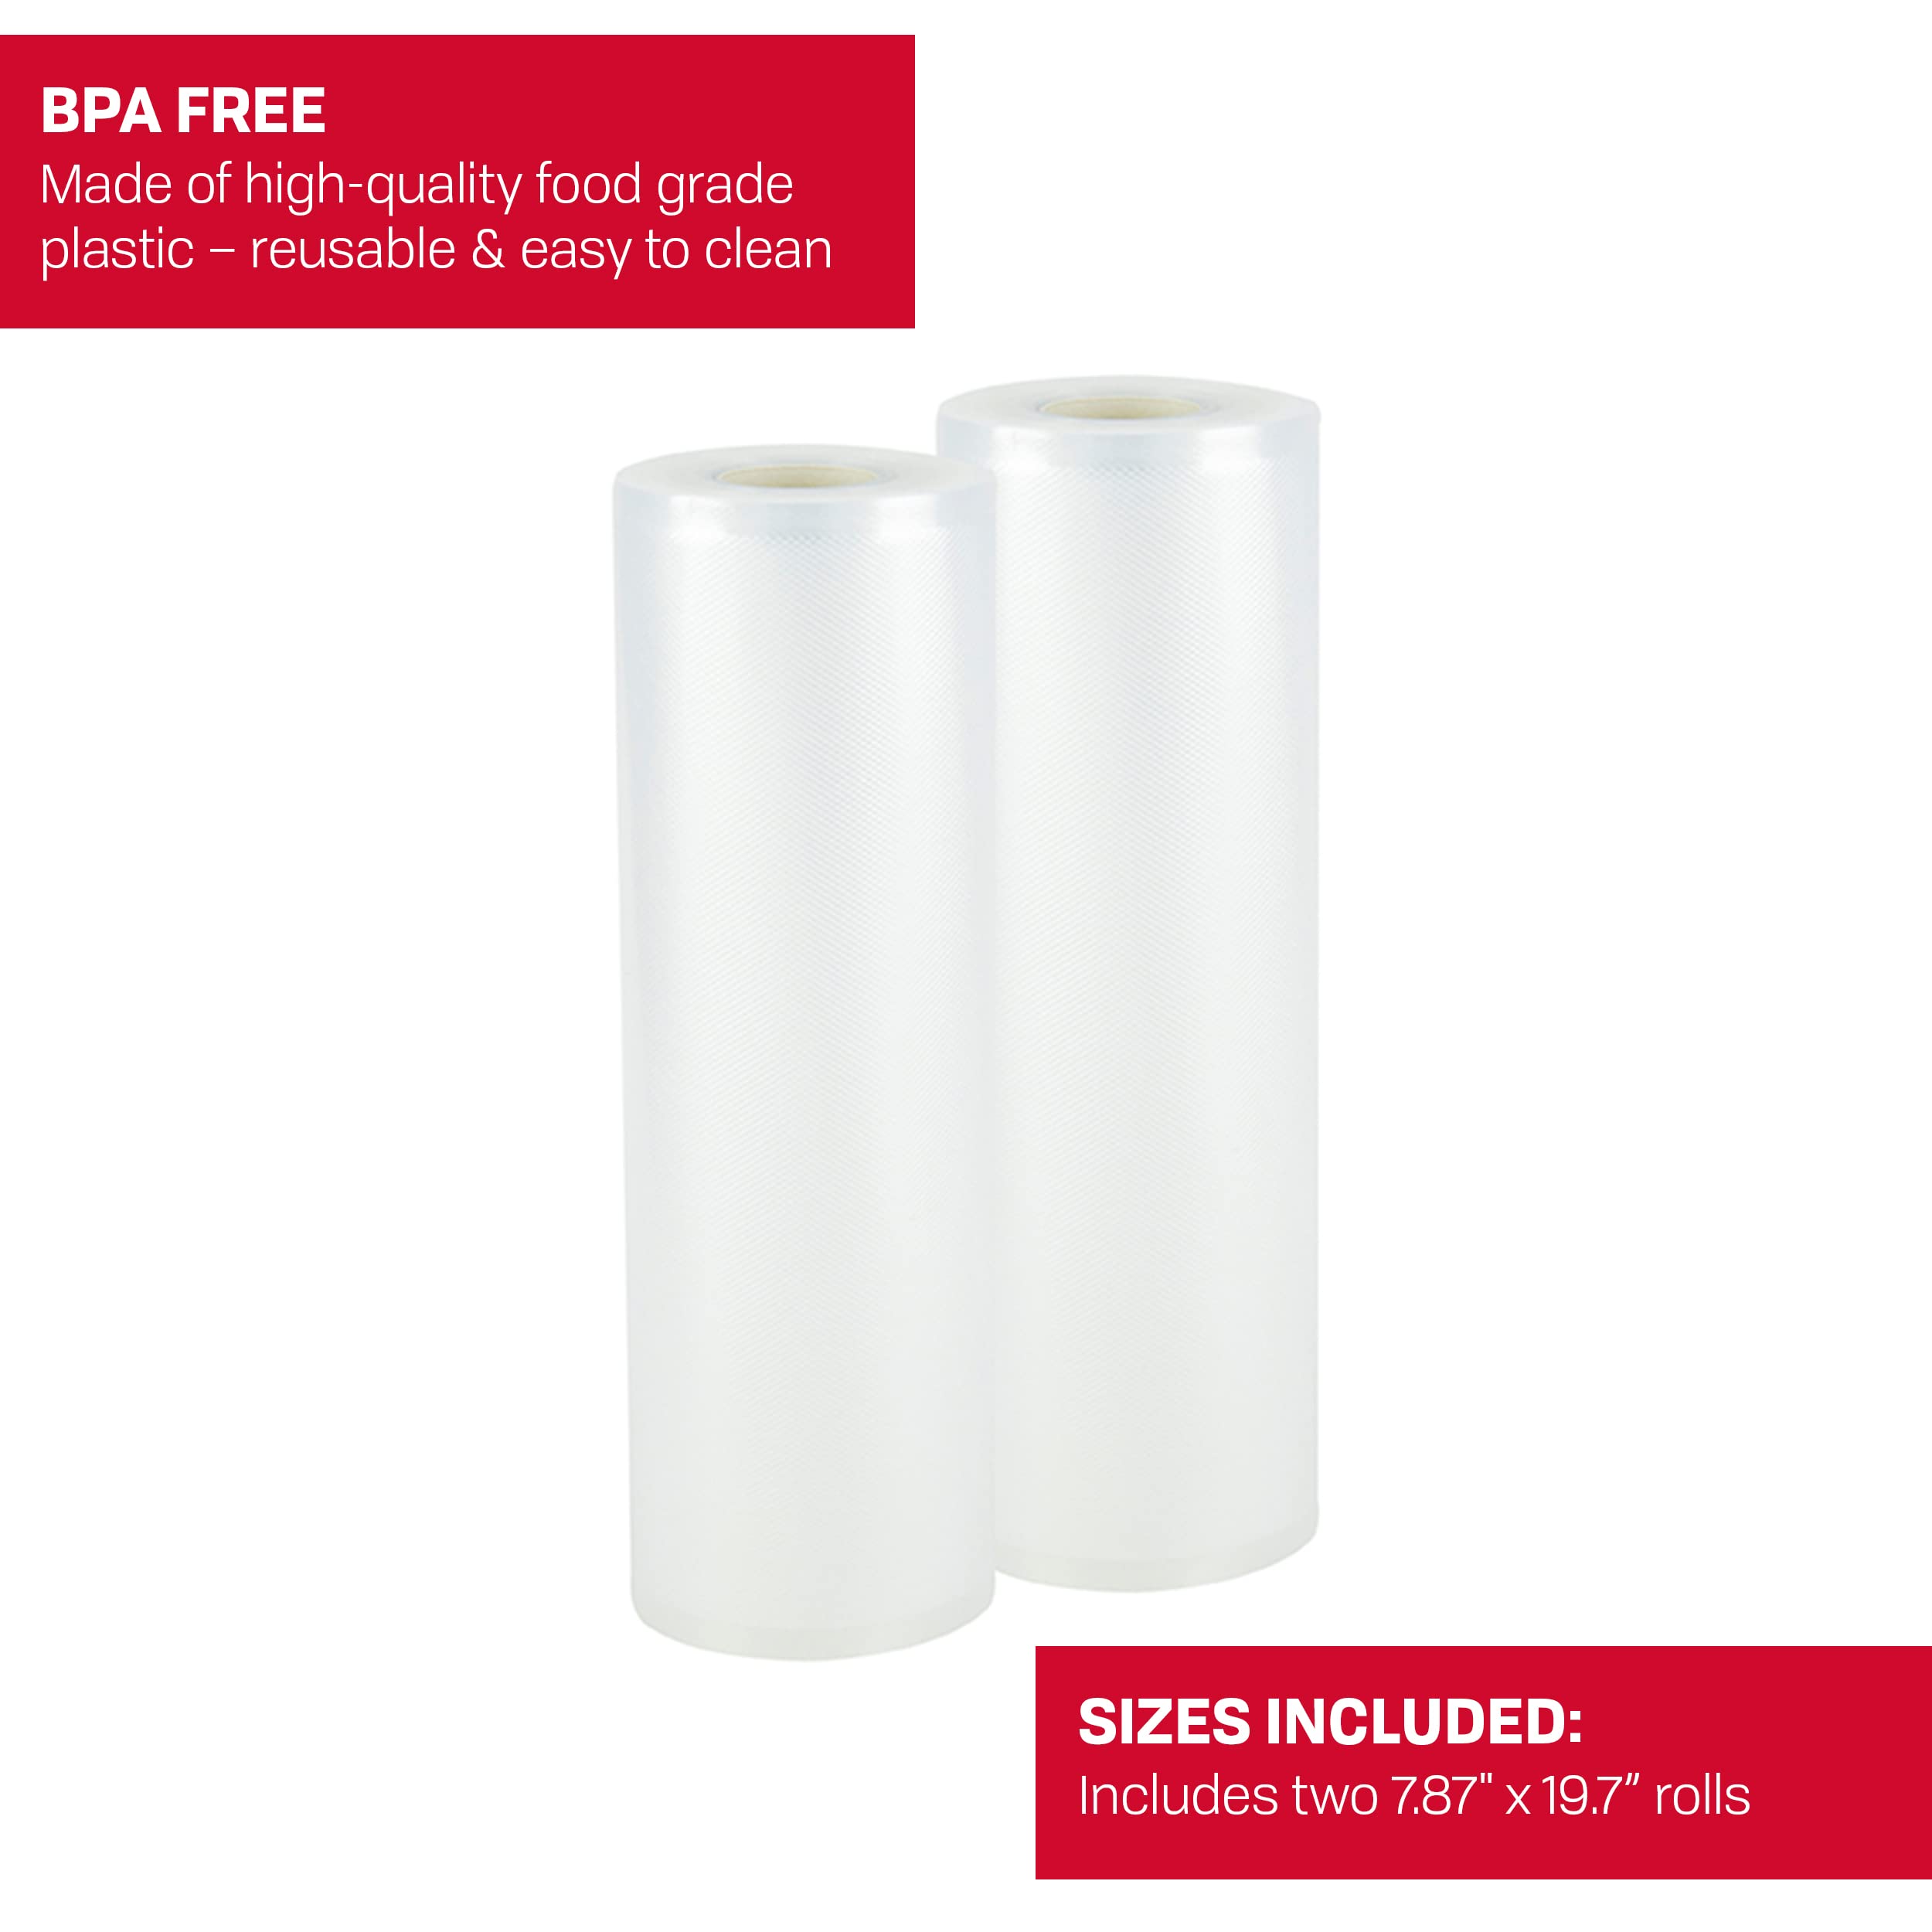 BPA FREE
Made of high-quality food grade
plastic – reusable & easy to clean
SIZES INCLUDED:
Includes two 7.87" x 19.7” rolls